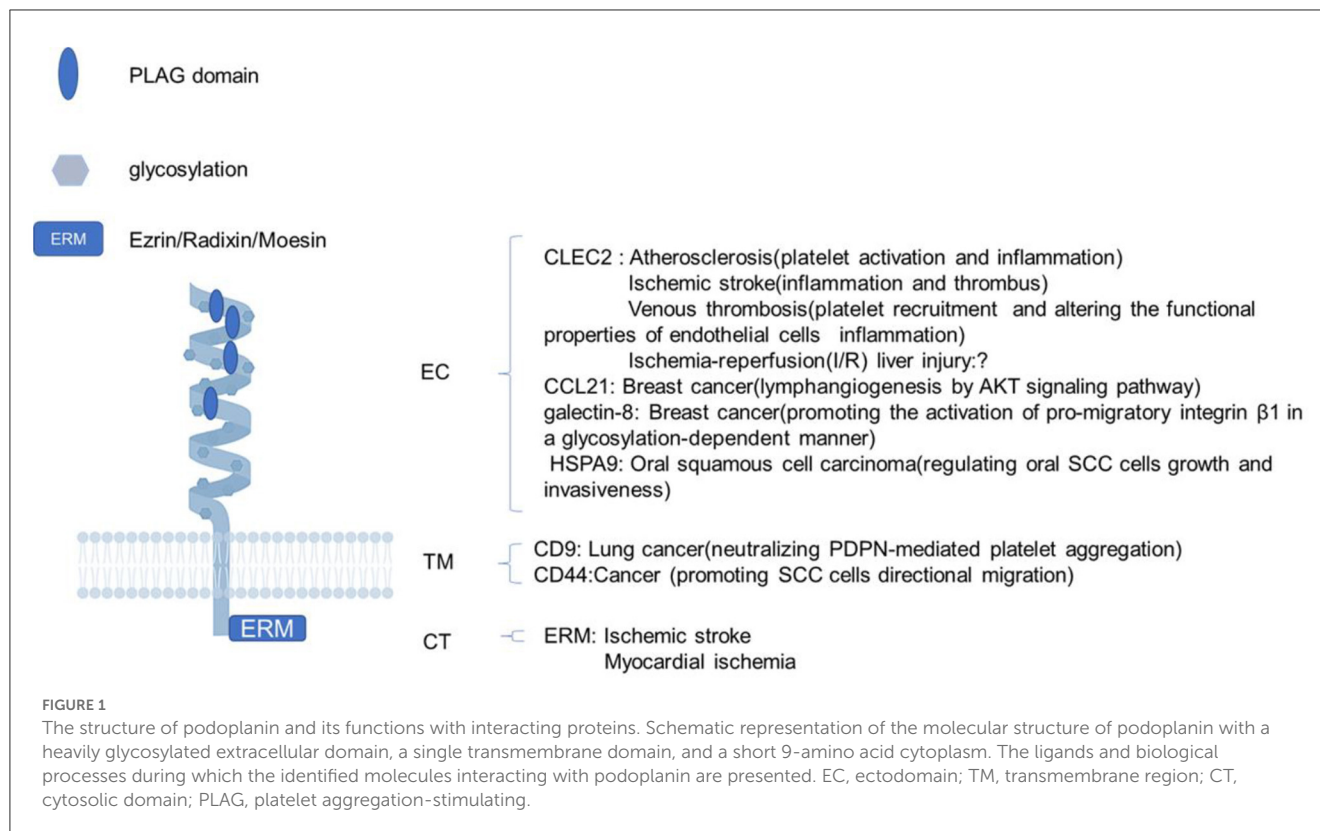 PLAG domain
glycosylation
ERM Ezrin/Radixin/Moesin
EC
CLEC2 : Atherosclerosis(platelet activation and inflammation)
Ischemic stroke(inflammation and thrombus)
Venous thrombosis(platelet recruitment and altering the functional
properties of endothelial cells inflammation)
Ischemia-reperfusion(I/R) liver injury:?
CCL21: Breast cancer(lymphangiogenesis by AKT signaling pathway)
galectin-8: Breast cancer(promoting the activation of pro-migratory integrin β1 in
a glycosylation-dependent manner)
HSPA9: Oral squamous cell carcinoma(regulating oral SCC cells growth and
invasiveness)
TM
CD9: Lung cancer(neutralizing PDPN-mediated platelet aggregation)
CD44:Cancer (promoting SCC cells directional migration)
ERM
CT
ERM: Ischemic stroke
Myocardial ischemia
FIGURE 1
The structure of podoplanin and its functions with interacting proteins. Schematic representation of the molecular structure of podoplanin with a
heavily glycosylated extracellular domain, a single transmembrane domain, and a short 9-amino acid cytoplasm. The ligands and biological
processes during which the identified molecules interacting with podoplanin are presented. EC, ectodomain; TM, transmembrane region; CT,
cytosolic domain; PLAG, platelet aggregation-stimulating.